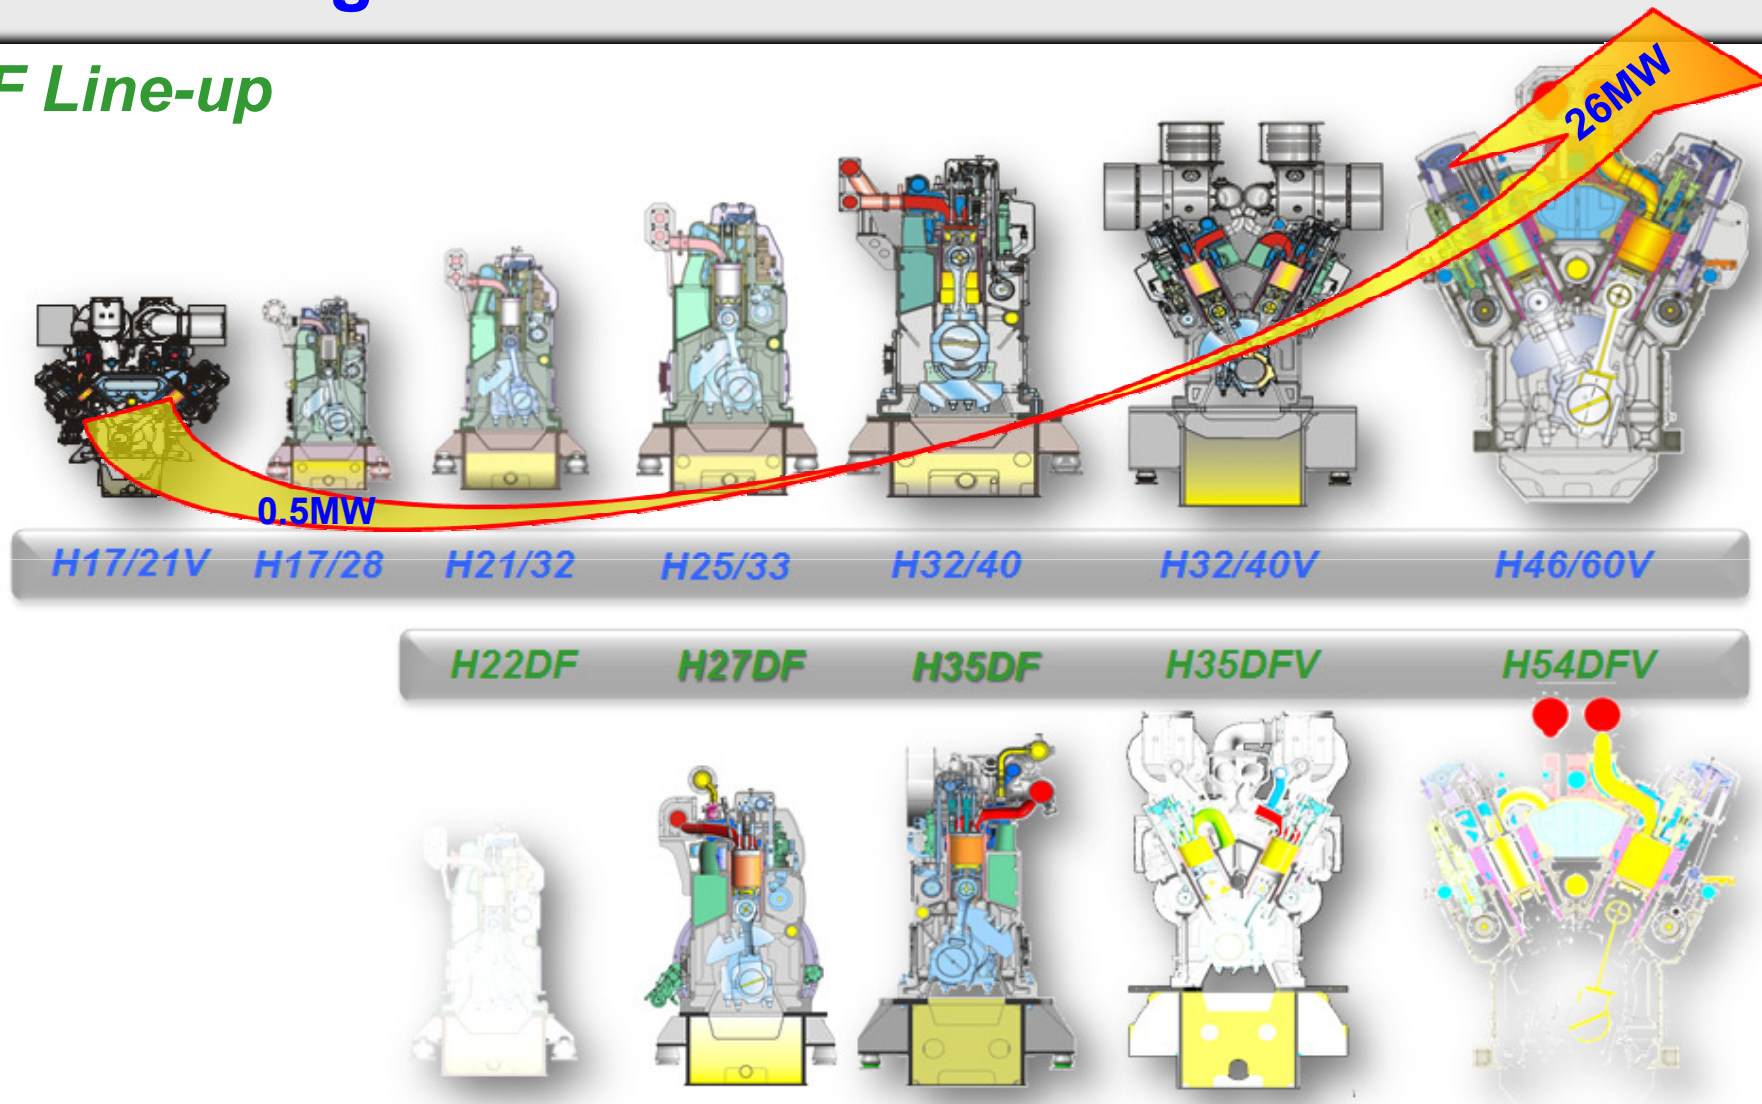 g
F Line-up
26MW
0.5MW
H17/21V H17/28 H21/32 H25/33 H32/40 H32/40V H46/60V
H22DF H27DF H35DF H35DFV H54DFV